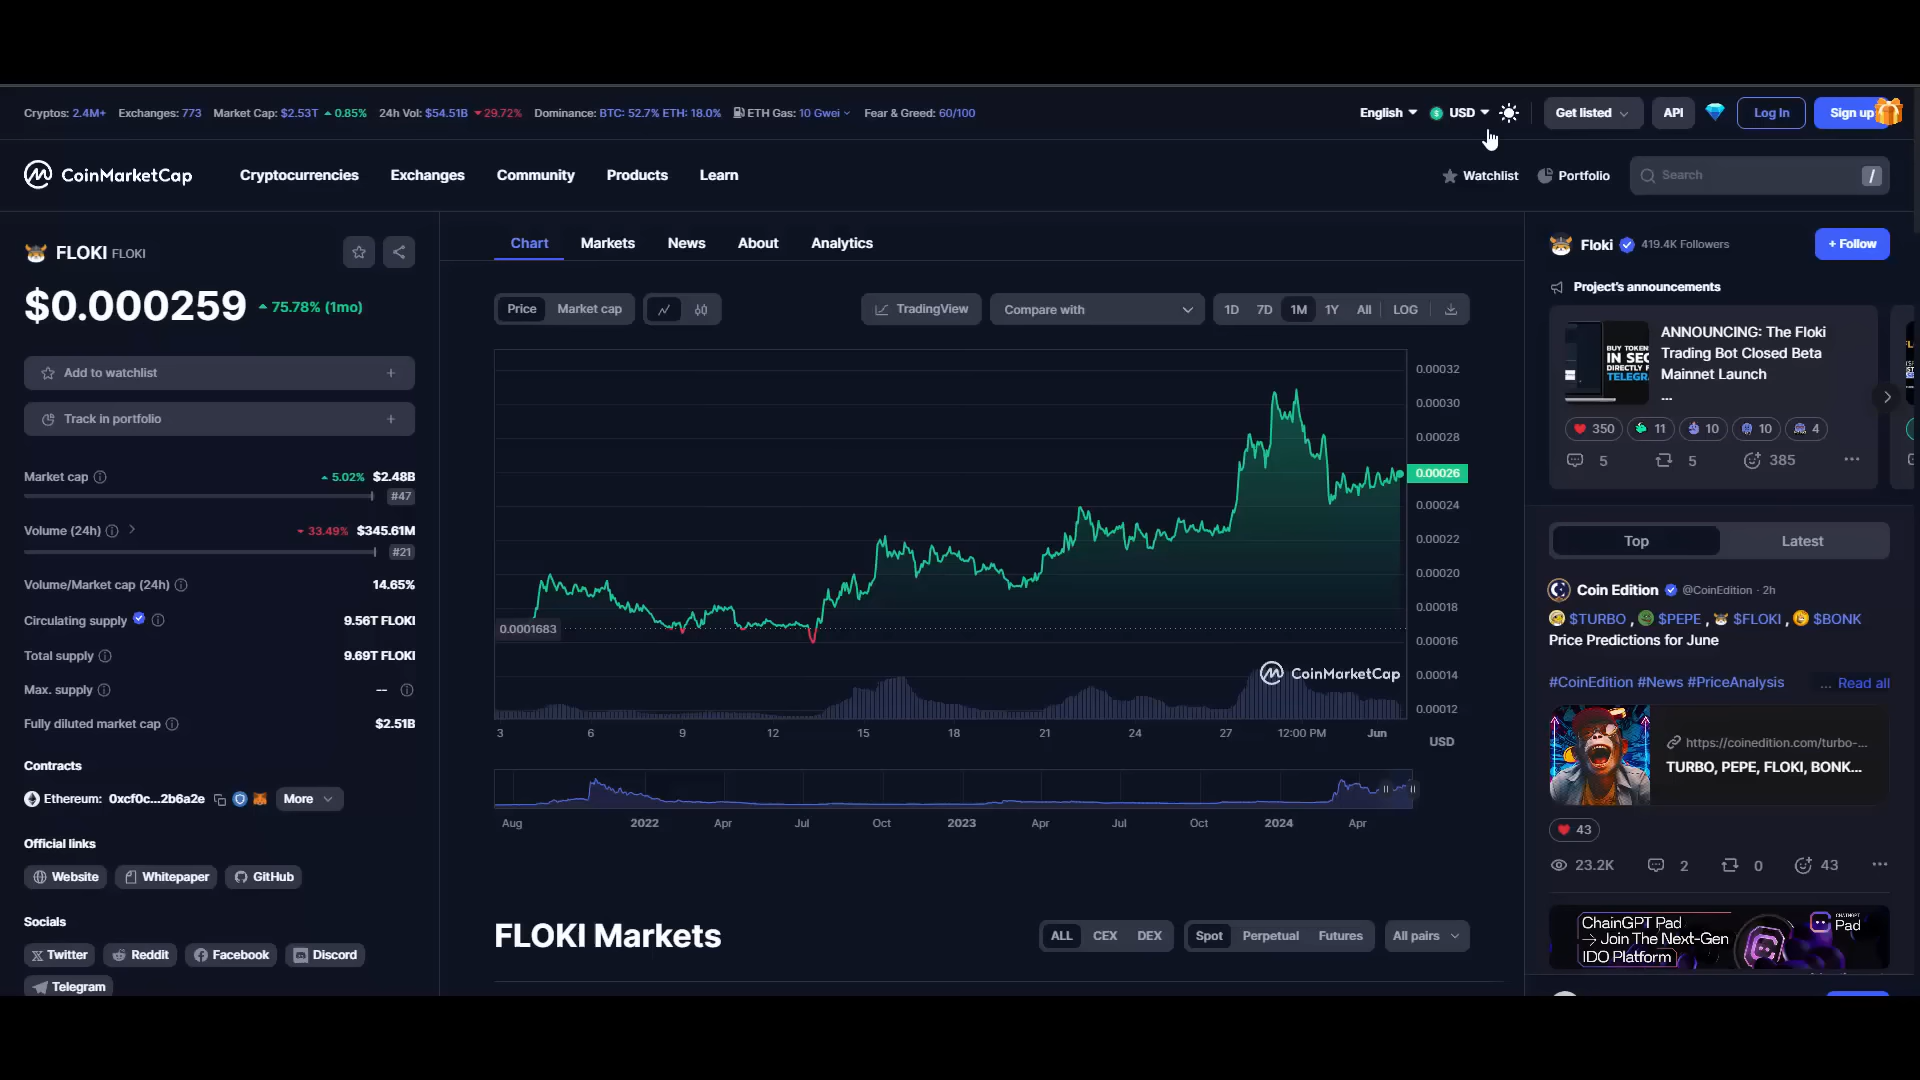 Cryptos: 2.4M+ Exchanges: 773 Market Cap: $2.53T 0.85% 24h Vol: $54.51B 29.72% Dominance: BTC: 52.7% ETH: 18.0% ETH Gas: 10 Gwei Fear & Greed: 60/100
English USD Get listed API Log In Sign up
CoinMarketCap Cryptocurrencies Exchanges Community Products Learn Watchlist Portfolio Search /
FLOKI FLOKI
$0.000259 75.78% (1mo)
Add to watchlist +
Track in portfolio +
Market cap 5.02% $2.48B
#47
Volume (24h) 33.49% $345.61M
#21
Volume/Market cap (24h) 14.65%
Circulating supply 9.56T FLOKI
Total supply 9.69T FLOKI
Max. supply --
Fully diluted market cap $2.51B
Contracts
Ethereum: 0xcf0c...2b6a2e More
Official links
Website Whitepaper GitHub
Socials
Twitter Reddit Facebook Discord
Telegram
Chart Markets News About Analytics
Price Market cap TradingView Compare with 1D 7D 1M 1Y All LOG
0.00032
0.00030
0.00028
0.00026
0.00024
0.00022
0.00020
0.00018
0.0001683
0.00016
CoinMarketCap
0.00014
0.00012
3 6 9 12 15 18 21 24 27 12:00 PM Jun
USD
Aug 2022 Apr Jul Oct 2023 Apr Jul Oct 2024 Apr
FLOKI Markets ALL CEX DEX Spot Perpetual Futures All pairs
Floki 419.4K Followers + Follow
Project's announcements
BUY TOKEN
IN SEC
DIRECTLY F
TELEGRA
ANNOUNCING: The Floki
Trading Bot Closed Beta
Mainnet Launch
...
350 11 10 10 4
5 5 385 ...
Top Latest
Coin Edition @CoinEdition · 2h
$TURBO , $PEPE , $FLOKI , $BONK
Price Predictions for June
#CoinEdition #News #PriceAnalysis ... Read all
https://coinedition.com/turbo-...
TURBO, PEPE, FLOKI, BONK...
43
23.2K 2 0 43 ...
ChainGPT Pad
→ Join The Next-Gen
IDO Platform
CHAINGPT
Pad